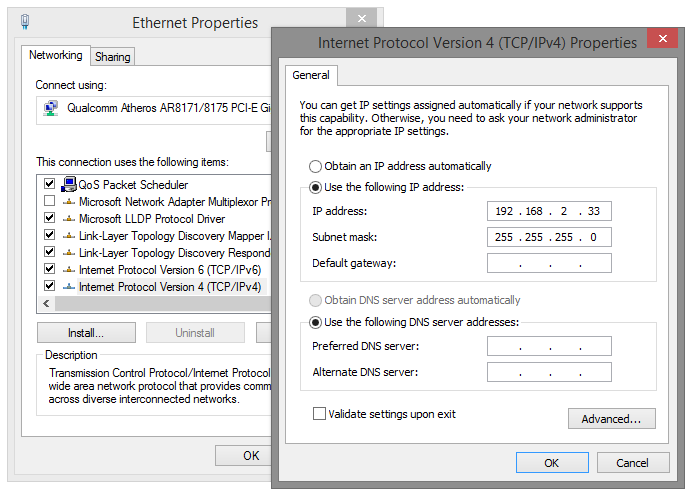 Ethernet Properties
Networking
Sharing
Connect using:
Qualcomm Atheros AR8171/8175 PCI-E Gi
This connection uses the following items:
QoS Packet Scheduler
Microsoft Network Adapter Multiplexor Pr
Microsoft LLDP Protocol Driver
Link-Layer Topology Discovery Mapper I.
Link-Layer Topology Discovery Respond
Internet Protocol Version 6 (TCP/IPv6)
Internet Protocol Version 4 (TCP/IPv4)
Install...
Uninstall
Description
Transmission Control Protocol/Internet Protocol
wide area network protocol that provides comm
across diverse interconnected networks.
OK
Internet Protocol Version 4 (TCP/IPv4) Properties
General
You can get IP settings assigned automatically if your network supports
this capability. Otherwise, you need to ask your network administrator
for the appropriate IP settings.
Obtain an IP address automatically
Use the following IP address:
IP address: 192 . 168 . 2 . 33
Subnet mask: 255 . 255 . 255 . 0
Default gateway: . . .
Obtain DNS server address automatically
Use the following DNS server addresses:
Preferred DNS server: . . .
Alternate DNS server: . . .
Validate settings upon exit
Advanced...
OK
Cancel